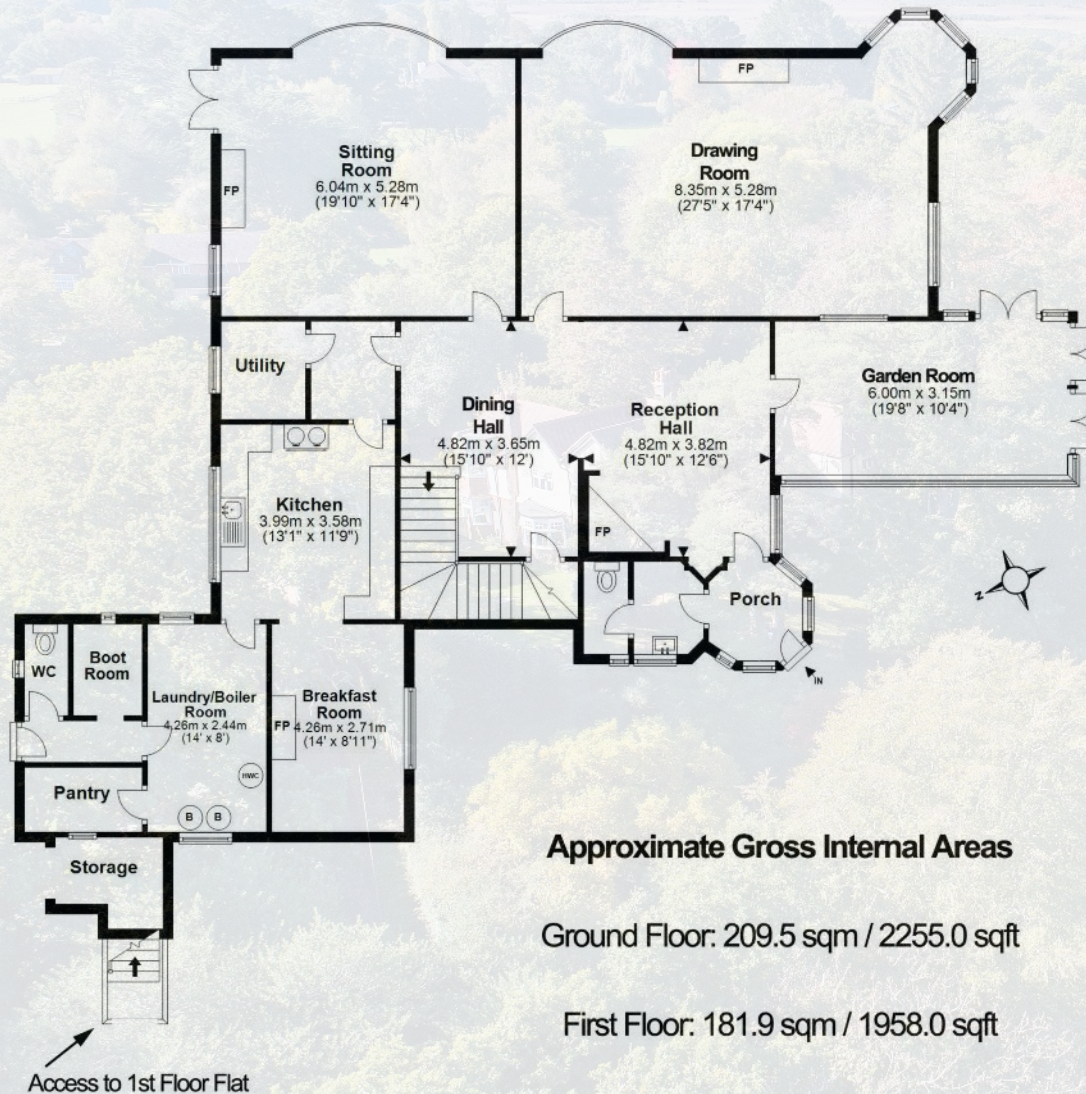 FP
Sitting
Room
6.04m x 5.28m
(19'10" x 17'4")
FP
Drawing
Room
8.35m x 5.28m
(27'5" x 17'4")
Utility
Dining
Hall
4.82m x 3.65m
(15'10" x 12')
Reception
Hall
4.82m x 3.82m
(15'10" x 12'6")
Garden Room
6.00m x 3.15m
(19'8" x 10'4")
Kitchen
3.99m x 3.58m
(13'1" x 11'9")
FP
Porch
IN
N
WC
Boot
Room
Laundry/Boiler
Room
4.26m x 2.44m
(14' x 8')
Breakfast
Room
FP
4.26m x 2.71m
(14' x 8'11")
HWC
Pantry
B
B
Storage
Approximate Gross Internal Areas
Ground Floor: 209.5 sqm / 2255.0 sqft
First Floor: 181.9 sqm / 1958.0 sqft
Access to 1st Floor Flat